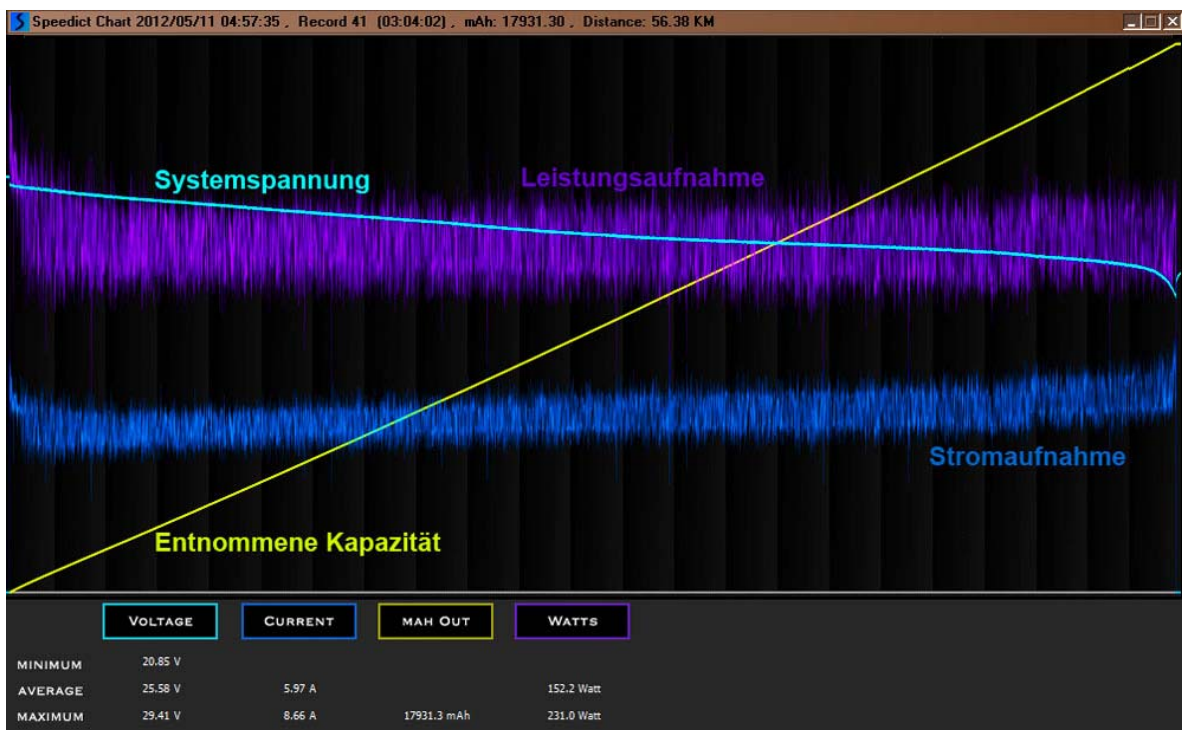 Speedict Chart 2012/05/11 04:57:35 , Record 41 (03:04:02) , mAh: 17931.30 , Distance: 56.38 KM
Systemspannung
Leistungsaufnahme
Stromaufnahme
Entnommene Kapazität
VOLTAGE CURRENT MAH OUT WATTS
MINIMUM 20.85 V
AVERAGE 25.58 V 5.97 A 152.2 Watt
MAXIMUM 29.41 V 8.66 A 17931.3 mAh 231.0 Watt